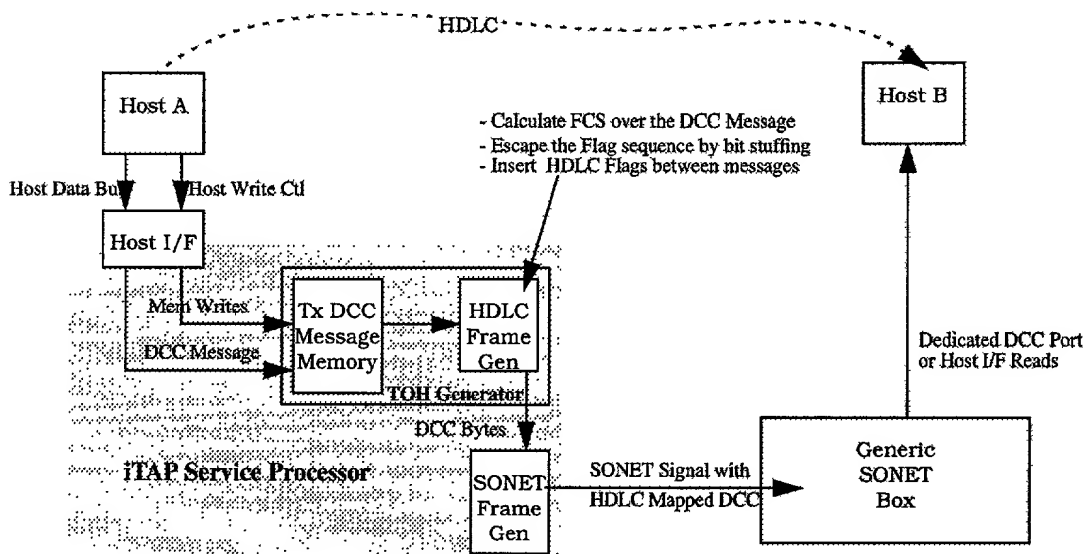 HDLC
Host A
Host B
- Calculate FCS over the DCC Message
- Escape the Flag sequence by bit stuffing
- Insert HDLC Flags between messages
Host Data Bu
Host Write Ctl
Host I/F
Mem Writes
DCC Message
Tx DCC
Message
Memory
HDLC
Frame
Gen
TOH Generator
DCC Bytes
Dedicated DCC Port
or Host I/F Reads
iTAP Service Processor
SONET
Frame
Gen
SONET Signal with
HDLC Mapped DCC
Generic
SONET
Box